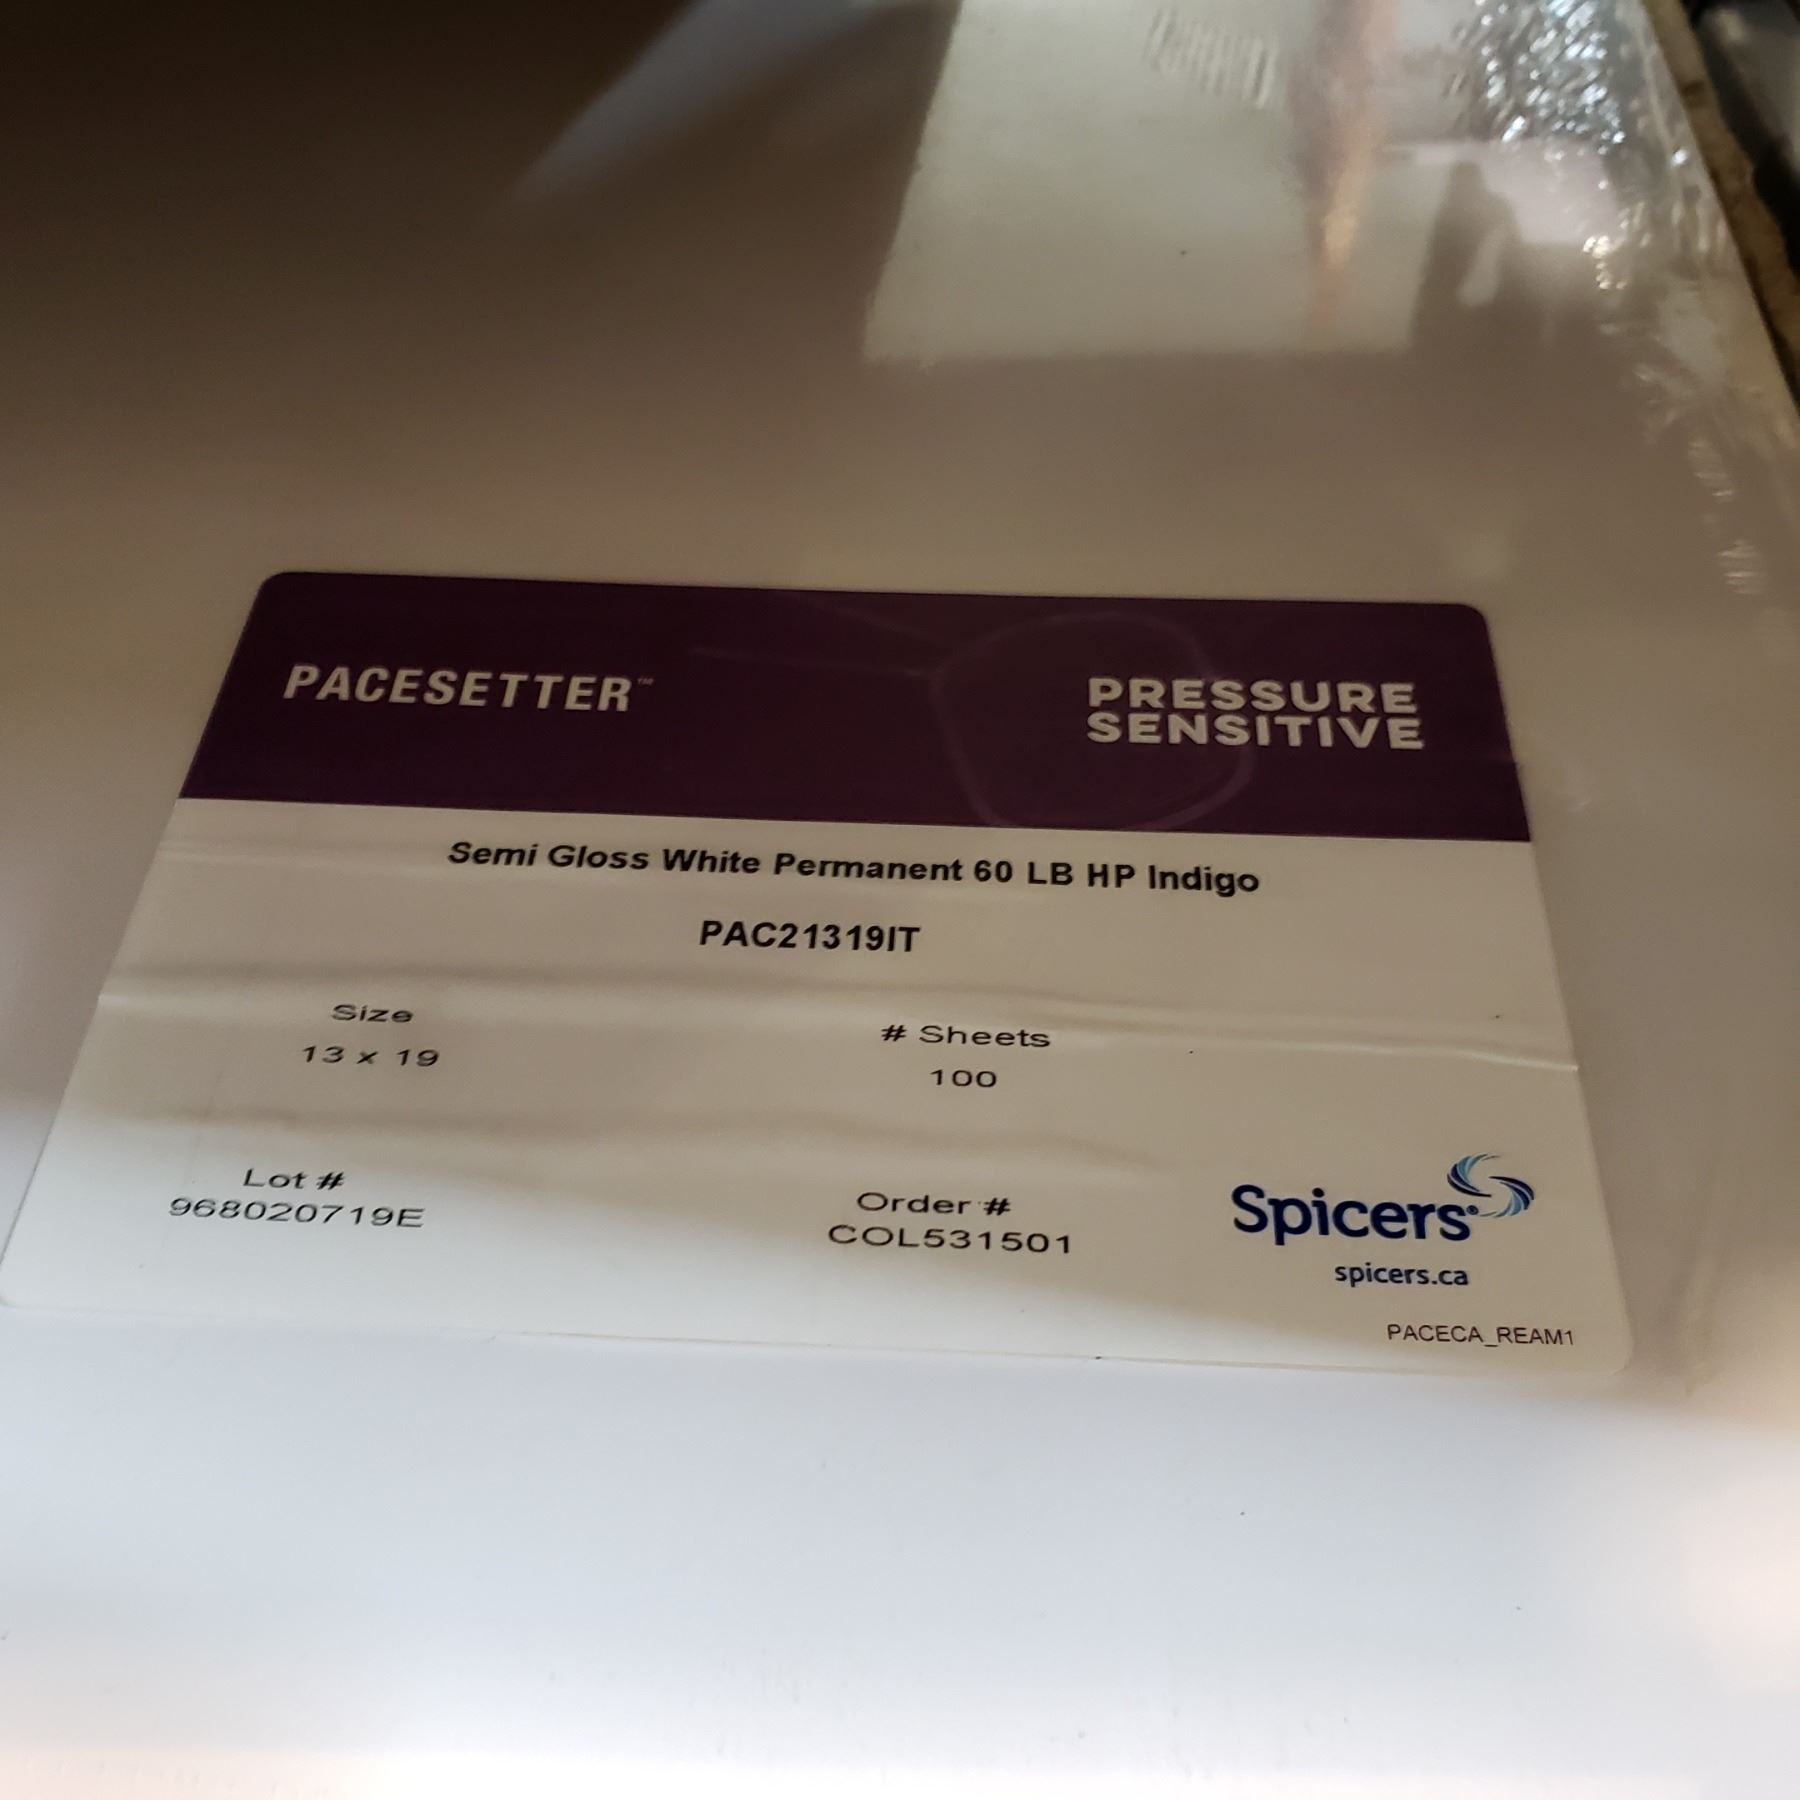 PACESETTER™
PRESSURE
SENSITIVE
Semi Gloss White Permanent 60 LB HP Indigo
PAC21319IT
Size
13 x 19
# Sheets
100
Lot #
968020719E
Order #
COL531501
Spicers®
spicers.ca
PACECA_REAM1